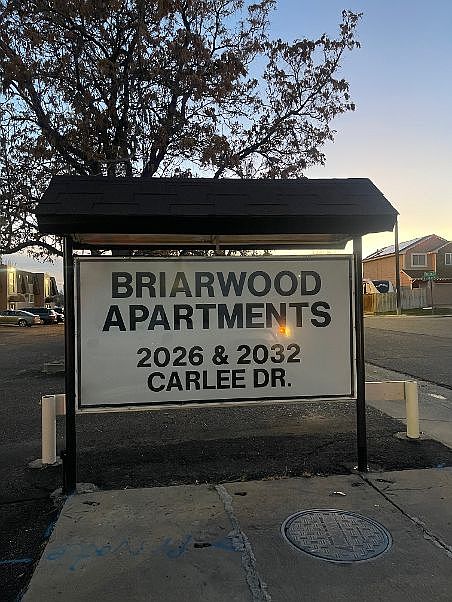 BRIARWOOD
APARTMENTS
2026 & 2032
CARLEE DR.